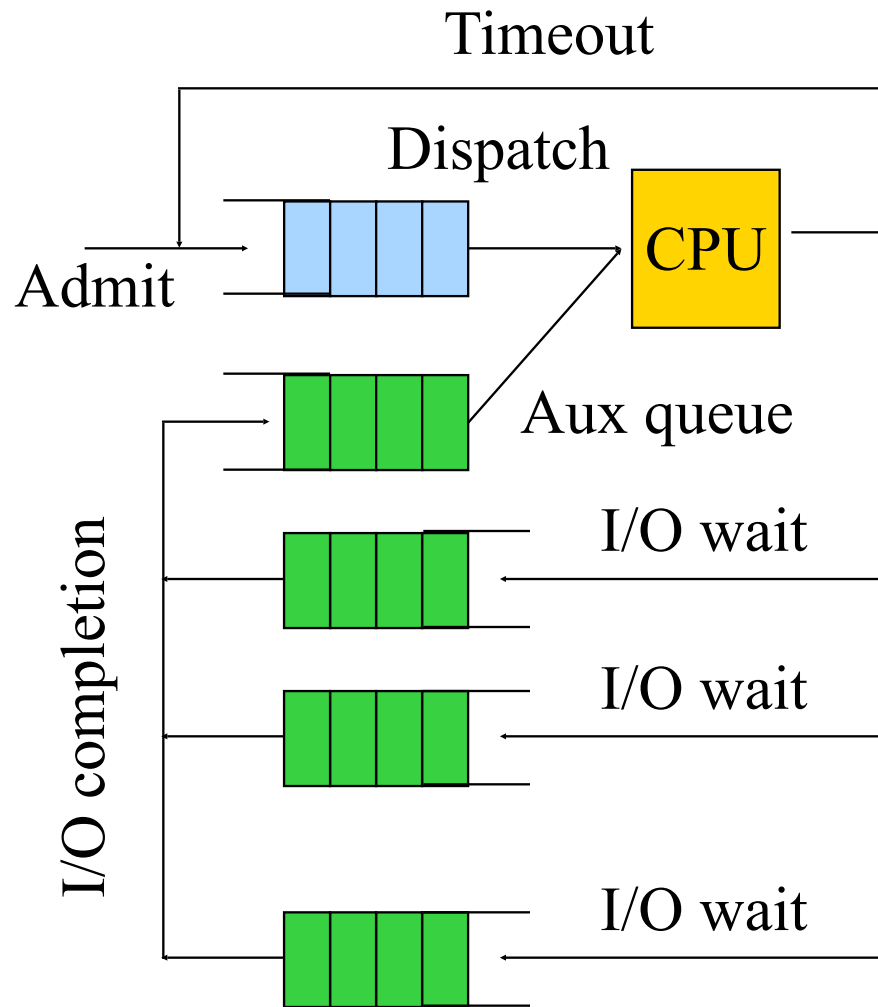 Timeout
Dispatch
CPU
Admit
Aux queue
I/O wait
I/O completion
I/O wait
I/O wait